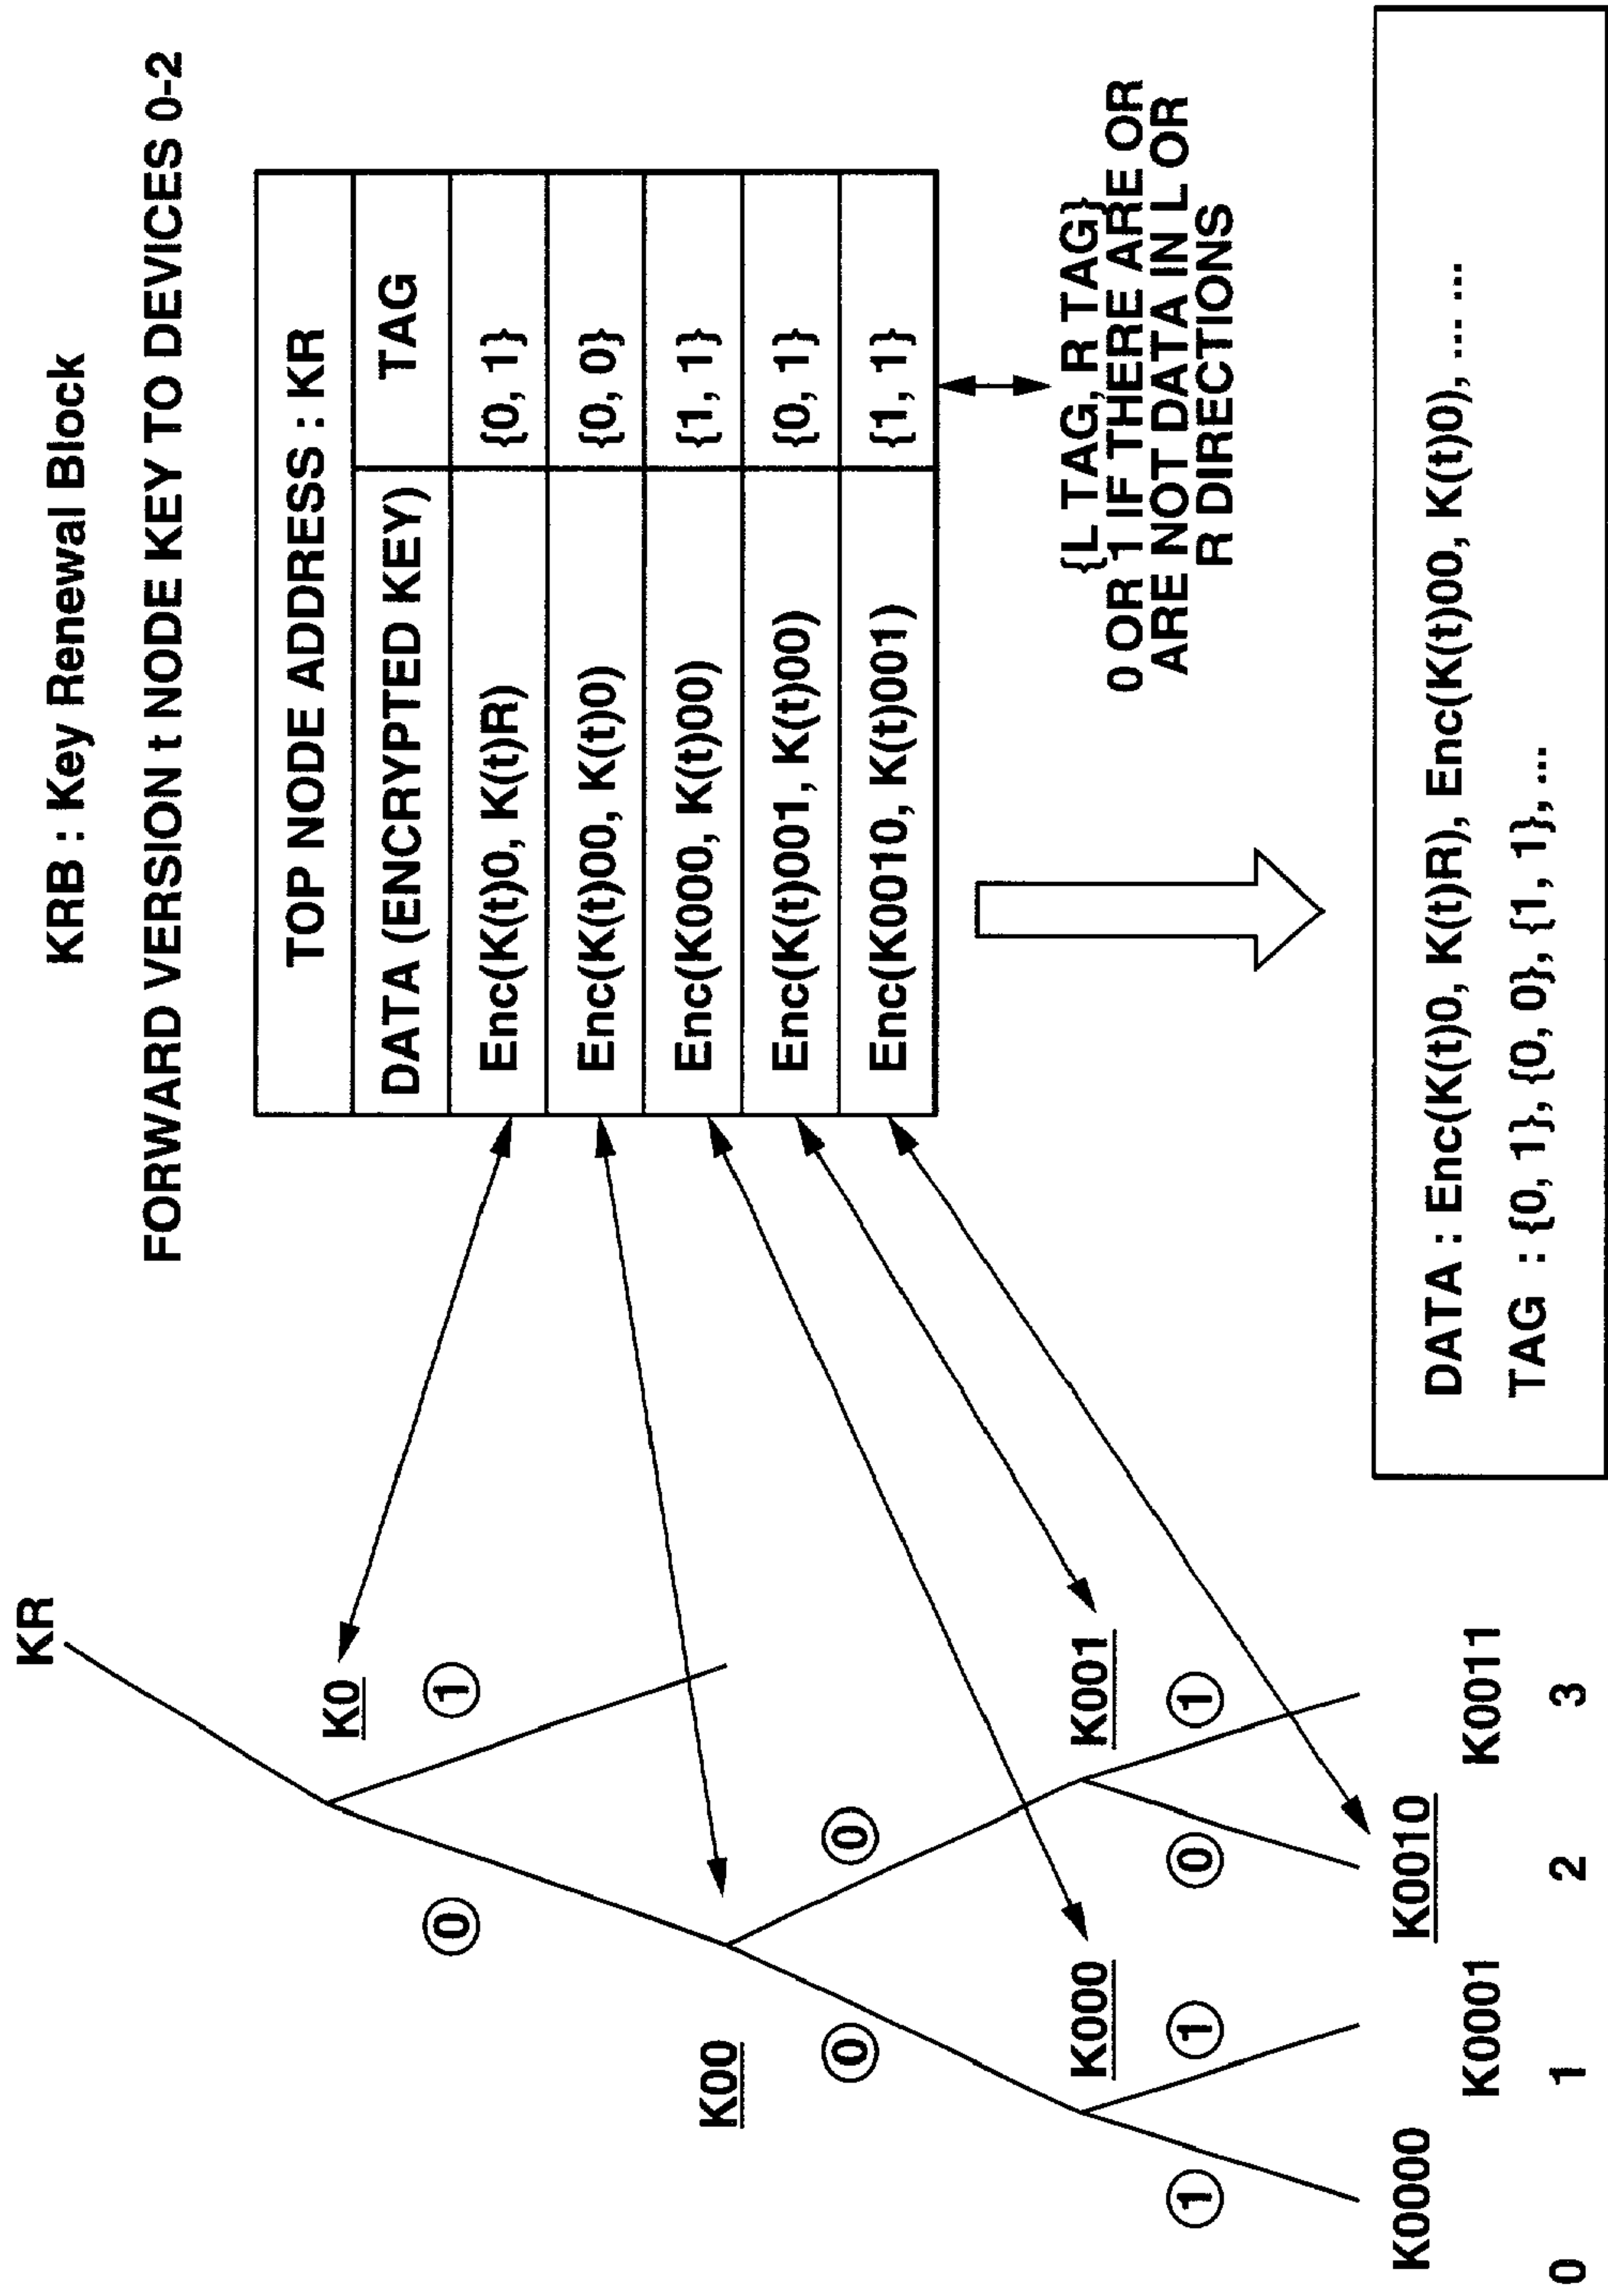 KRB : Key Renewal Block
FORWARD VERSION t NODE KEY TO DEVICES 0-2
KR
K0
0
1
K00
0
0
K000
K001
1
1
0
1
K0000
K0001
K0010
K0011
0
1
2
3
TOP NODE ADDRESS : KR
DATA (ENCRYPTED KEY) TAG
Enc(K(t)0, K(t)R) {0, 1}
Enc(K(t)00, K(t)0) {0, 0}
Enc(K000, K(t)00) {1, 1}
Enc(K(t)001, K(t)00) {0, 1}
Enc(K0010, K(t)001) {1, 1}
{L TAG, R TAG}
0 OR 1 IF THERE ARE OR
ARE NOT DATA IN L OR
R DIRECTIONS
DATA : Enc(K(t)0, K(t)R), Enc(K(t)00, K(t)0), ... ...
TAG : {0, 1}, {0, 0}, {1, 1}, ...